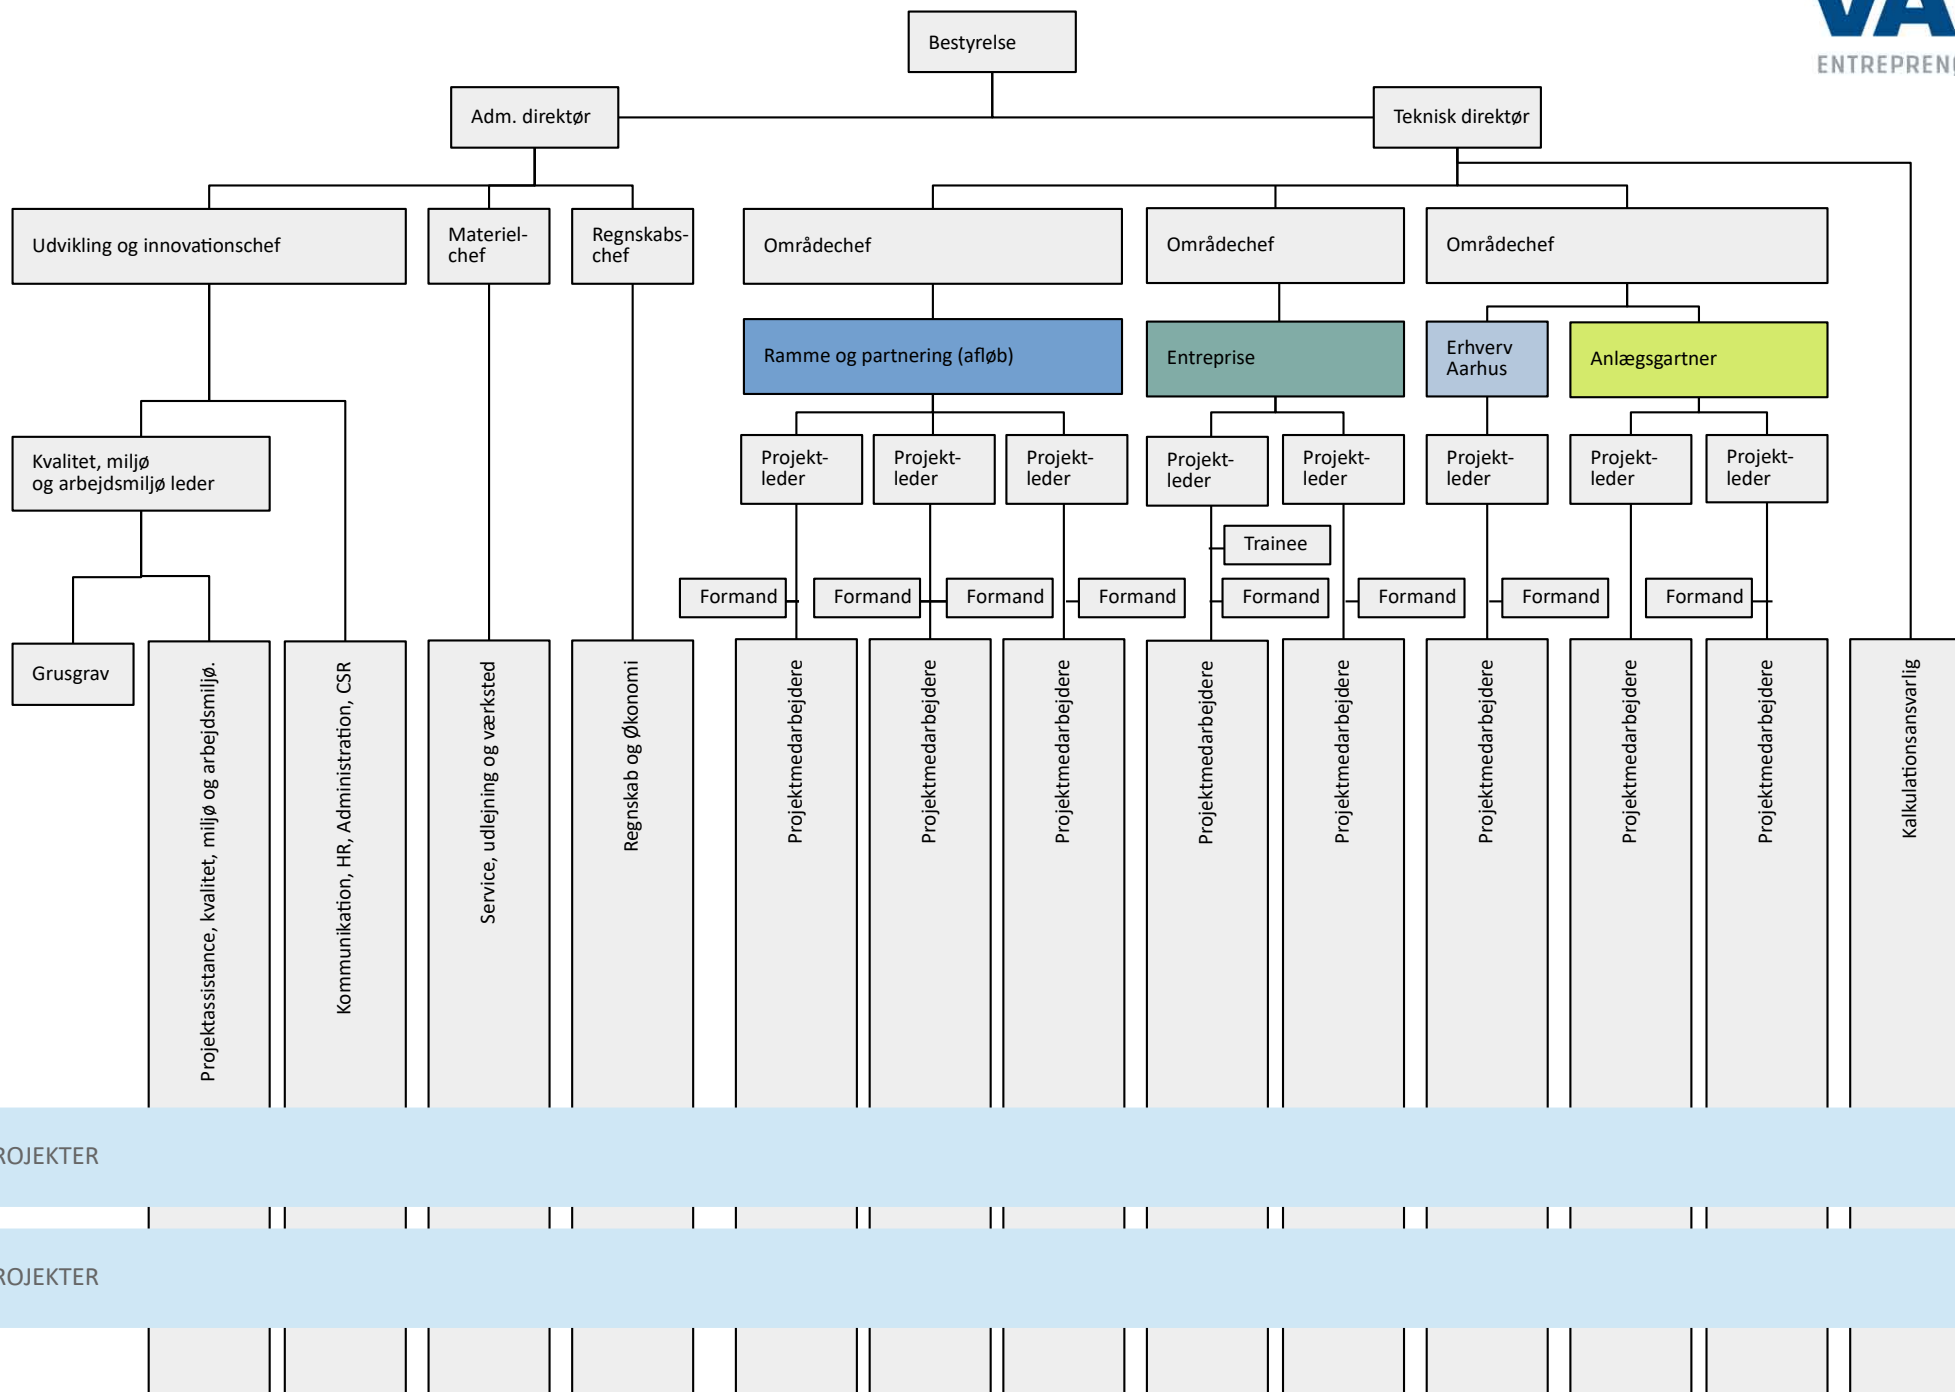 Bestyrelse
ENTREPREN
Adm. direktør
Teknisk direktør
Udvikling og innovationschef
Materiel-
chef
Regnskabs-
chef
Områdechef
Områdechef
Områdechef
Ramme og partnering (afløb)
Entreprise
Erhverv
Aarhus
Anlægsgartner
Kvalitet, miljø
og arbejdsmiljø leder
Projekt-
leder
Projekt-
leder
Projekt-
leder
Projekt-
leder
Projekt-
leder
Projekt-
leder
Projekt-
leder
Projekt-
leder
Trainee
Formand
Formand
Formand
Formand
Formand
Formand
Formand
Formand
Grusgrav
Projektassistance, kvalitet, miljø og arbejdsmiljø.
Kommunikation, HR, Administration, CSR
Service, udlejning og værksted
Regnskab og Økonomi
Projektmedarbejdere
Projektmedarbejdere
Projektmedarbejdere
Projektmedarbejdere
Projektmedarbejdere
Projektmedarbejdere
Projektmedarbejdere
Projektmedarbejdere
Kalkulationsansvarlig
ROJEKTER
ROJEKTER